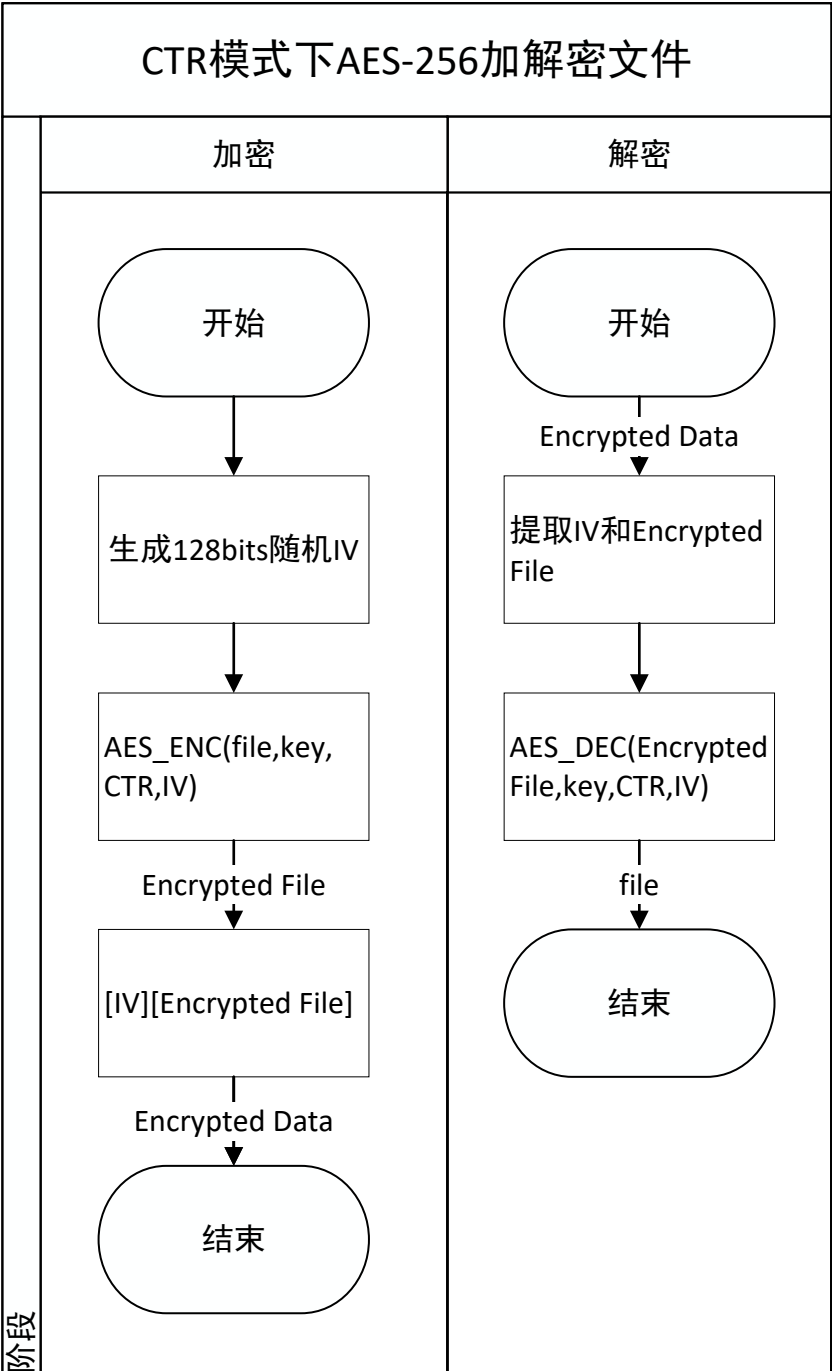 CTR模式下AES-256加解密文件
加密
解密
开始
生成128bits随机IV
AES_ENC(file,key,
CTR,IV)
Encrypted File
[IV][Encrypted File]
Encrypted Data
结束
开始
Encrypted Data
提取IV和Encrypted
File
AES_DEC(Encrypted
File,key,CTR,IV)
file
结束
阶段